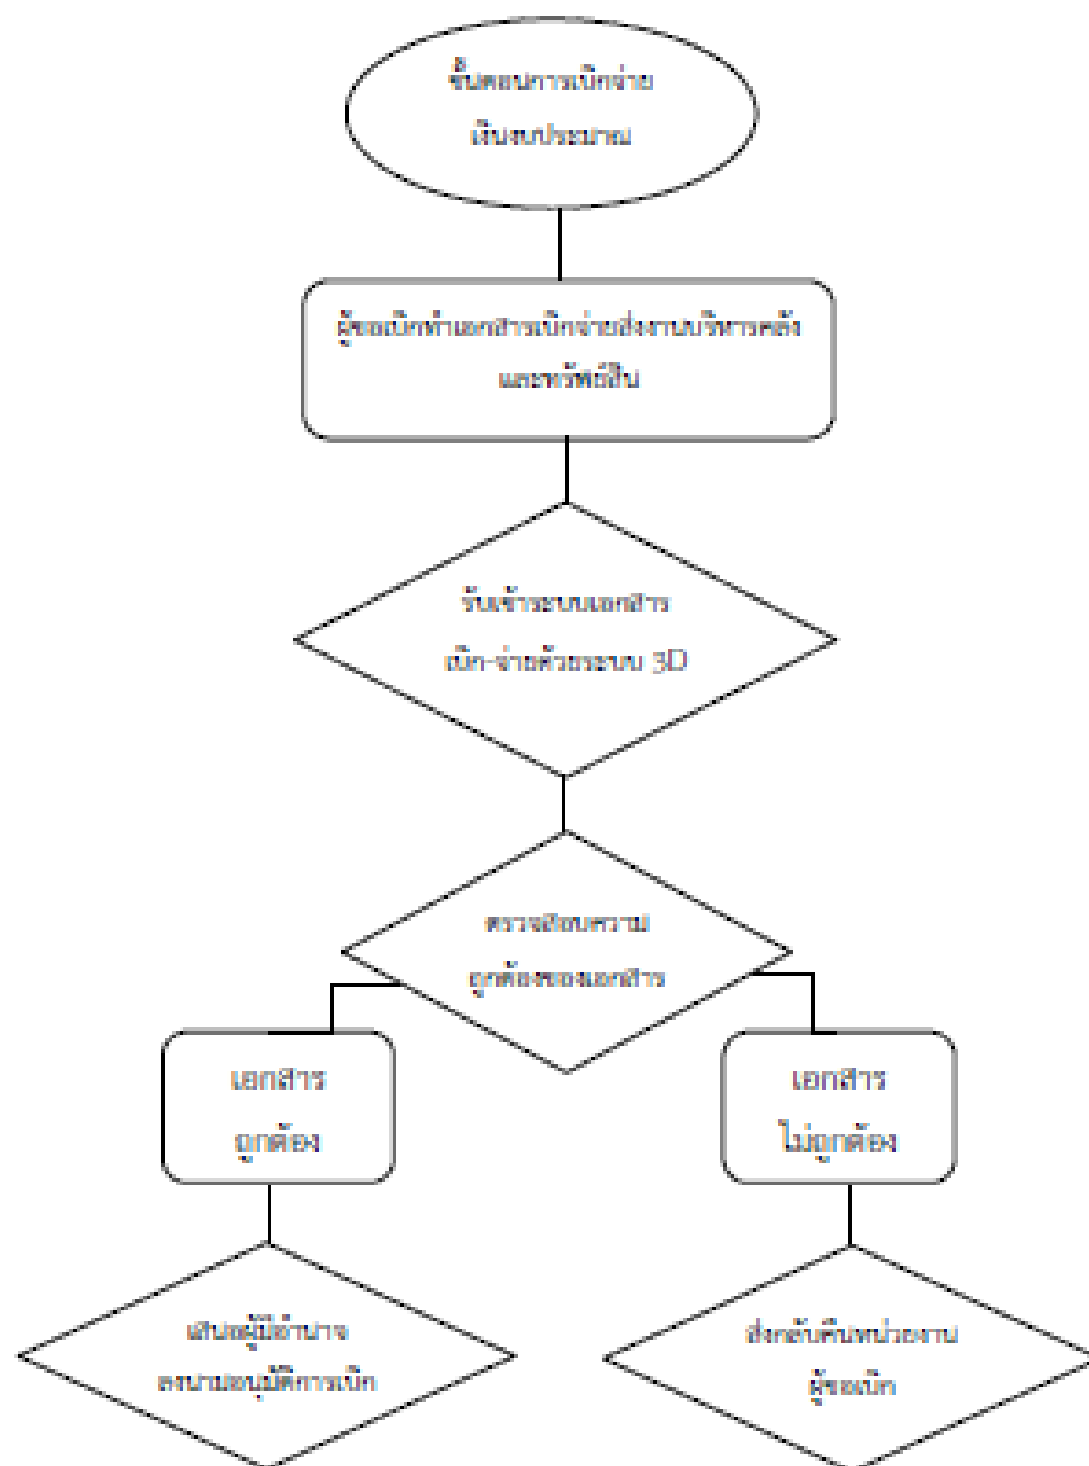 ขั้นตอนการเบิกจ่าย
เงินงบประมาณ
ผู้ขอเบิกทำเอกสารเบิกจ่ายส่งงานบริหารคลัง
และทรัพย์สิน
รับเข้าระบบเอกสาร
เบิก-จ่ายด้วยระบบ 3D
ตรวจสอบความ
ถูกต้องของเอกสาร
เอกสาร
ถูกต้อง
เอกสาร
ไม่ถูกต้อง
เสนอผู้มีอำนาจ
ลงนามอนุมัติการเบิก
ส่งกลับคืนหน่วยงาน
ผู้ขอเบิก